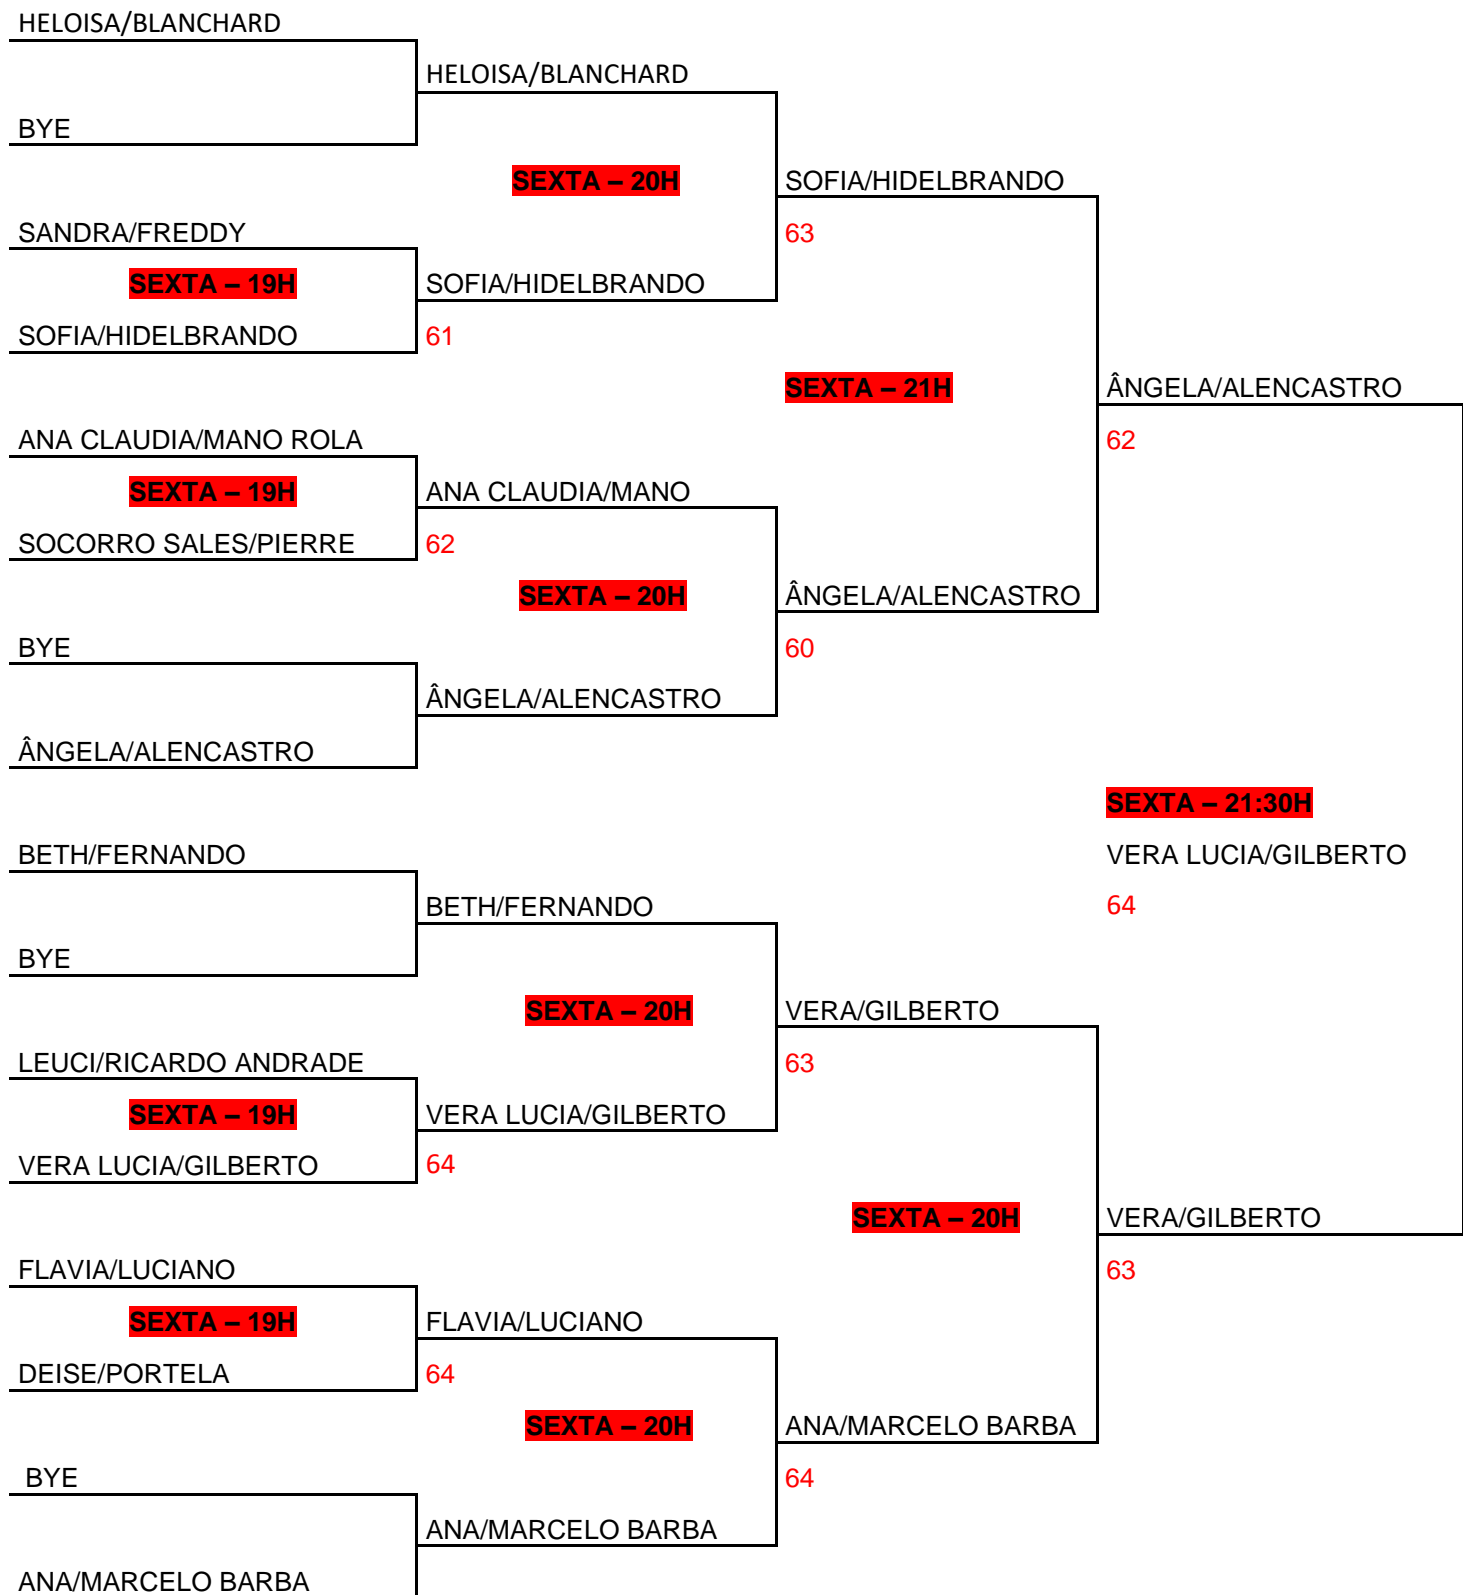 HELOISA/BLANCHARD
HELOISA/BLANCHARD
BYE
SEXTA – 20H
SOFIA/HIDELBRANDO
SANDRA/FREDDY
63
SEXTA – 19H
SOFIA/HIDELBRANDO
SOFIA/HIDELBRANDO
61
SEXTA – 21H
ÂNGELA/ALENCASTRO
ANA CLAUDIA/MANO ROLA
62
SEXTA – 19H
ANA CLAUDIA/MANO
SOCORRO SALES/PIERRE
62
SEXTA – 20H
ÂNGELA/ALENCASTRO
BYE
60
ÂNGELA/ALENCASTRO
ÂNGELA/ALENCASTRO
SEXTA – 21:30H
BETH/FERNANDO
VERA LUCIA/GILBERTO
BETH/FERNANDO
64
BYE
SEXTA – 20H
VERA/GILBERTO
LEUCI/RICARDO ANDRADE
63
SEXTA – 19H
VERA LUCIA/GILBERTO
VERA LUCIA/GILBERTO
64
SEXTA – 20H
VERA/GILBERTO
FLAVIA/LUCIANO
63
SEXTA – 19H
FLAVIA/LUCIANO
DEISE/PORTELA
64
SEXTA – 20H
ANA/MARCELO BARBA
BYE
64
ANA/MARCELO BARBA
ANA/MARCELO BARBA